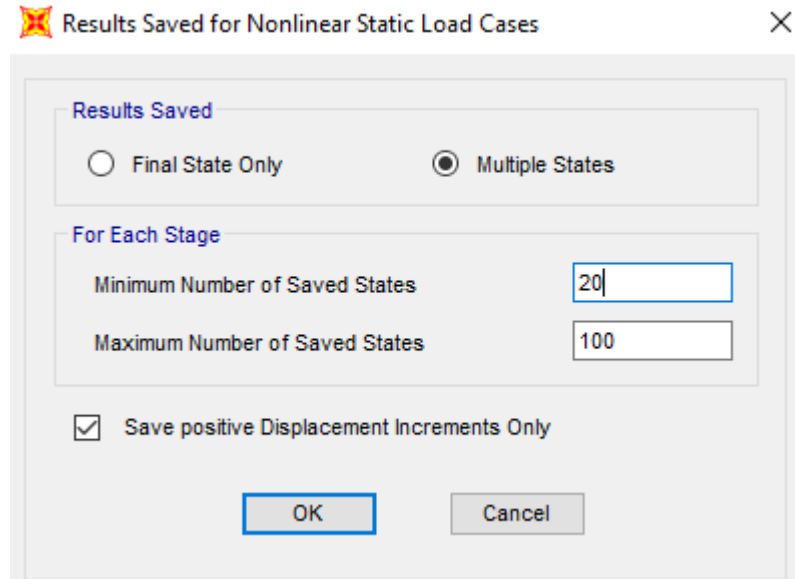 Results Saved for Nonlinear Static Load Cases
Results Saved
Final State Only Multiple States
For Each Stage
Minimum Number of Saved States 20
Maximum Number of Saved States 100
Save positive Displacement Increments Only
OK Cancel